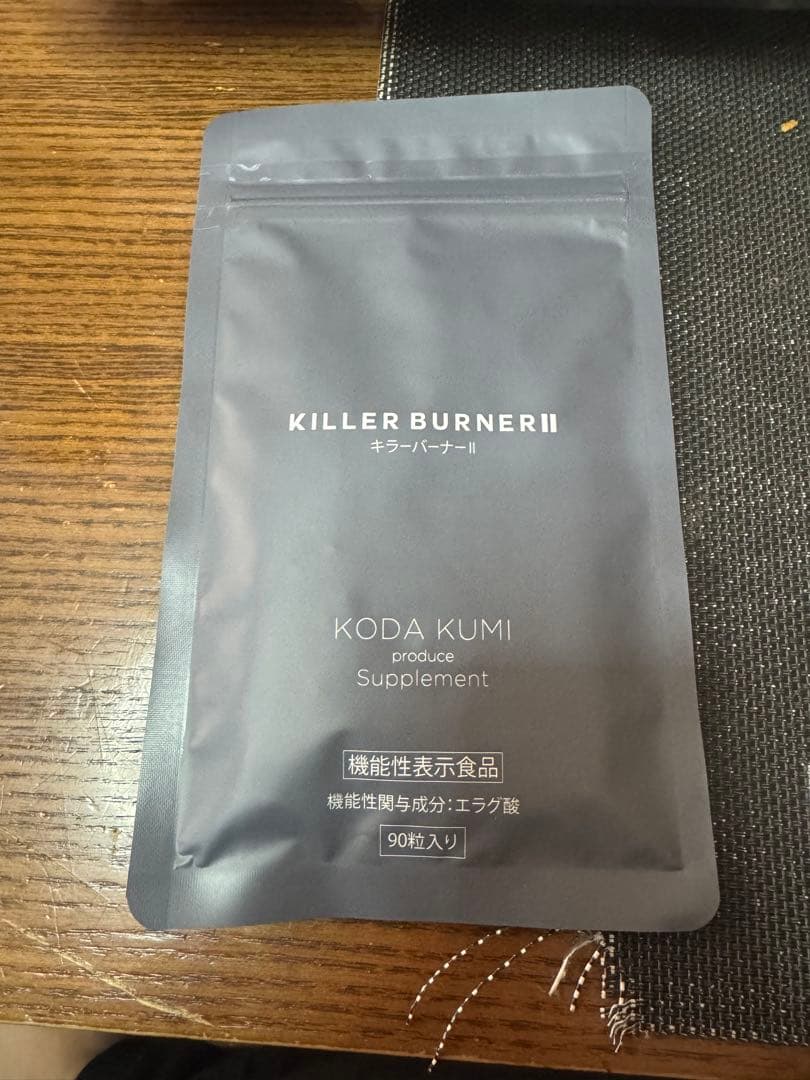 KILLER BURNERⅡ
キラーバーナーⅡ
KODA KUMI
produce
Supplement
機能性表示食品
機能性関与成分:エラグ酸
90粒入り